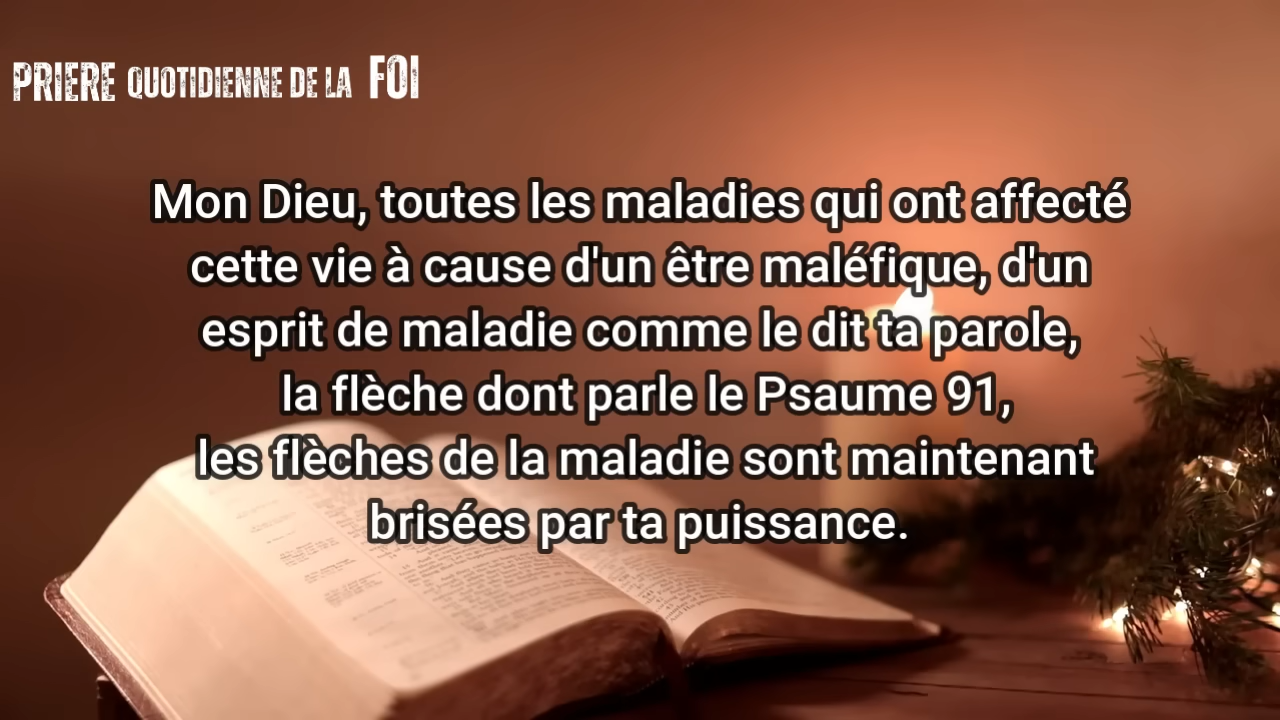 PRIERE QUOTIDIENNE DE LA FOI
Mon Dieu, toutes les maladies qui ont affecté
cette vie à cause d'un être maléfique, d'un
esprit de maladie comme le dit ta parole,
la flèche dont parle le Psaume 91,
les flèches de la maladie sont maintenant
brisées par ta puissance.